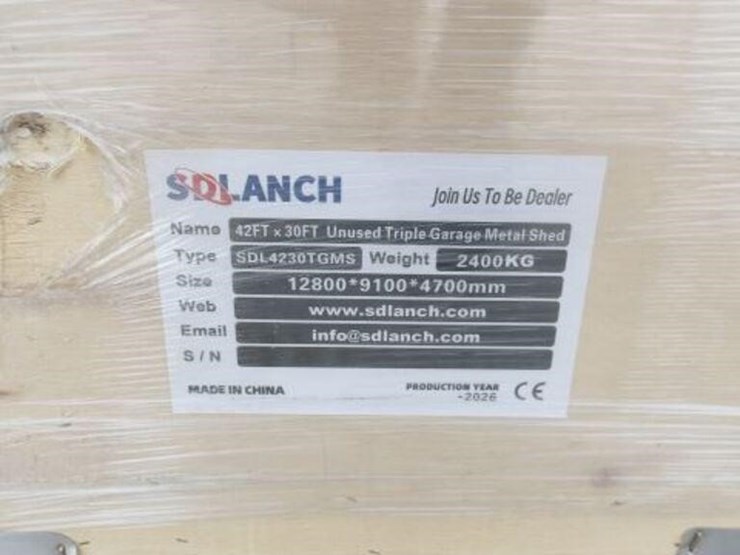 SDLANCH
Join Us To Be Dealer
Name 42FT x 30FT Unused Triple Garage Metal Shed
Type SDL4230TGMS Weight 2400KG
Size 12800*9100*4700mm
Web www.sdlanch.com
Email info@sdlanch.com
S/N
MADE IN CHINA
PRODUCTION YEAR
-2026
CE